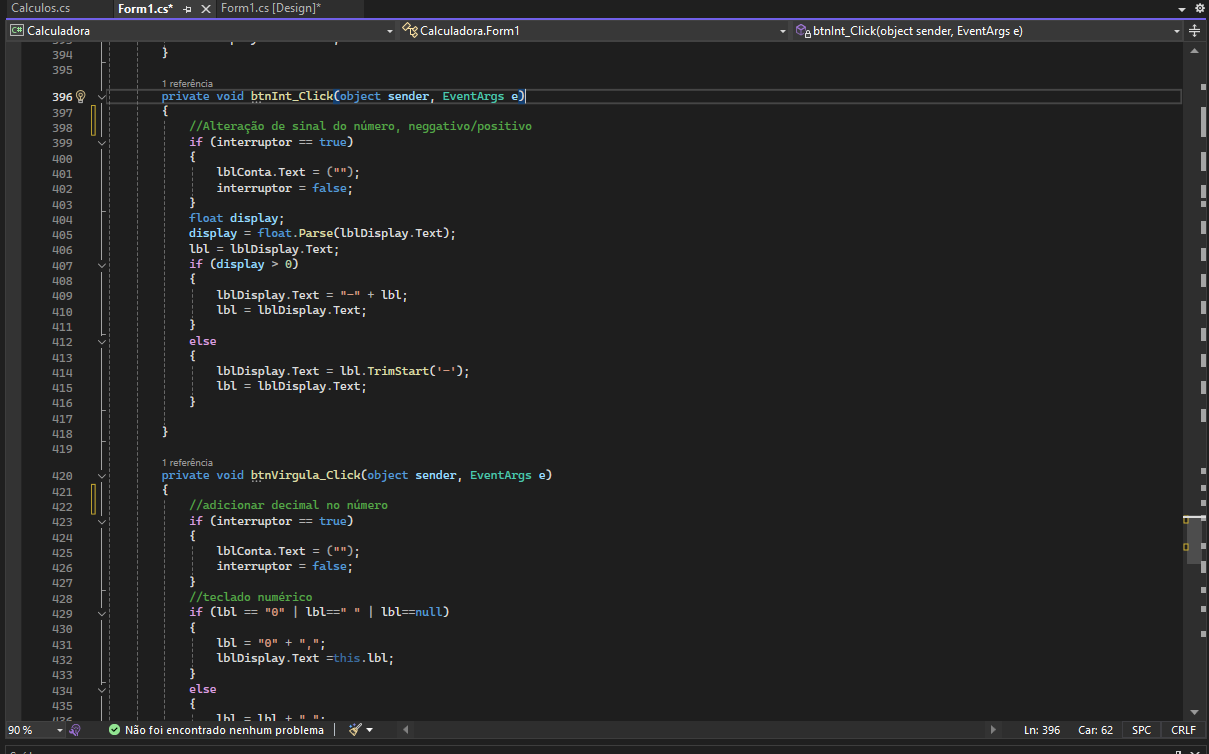 Calculos.cs Form1.cs* Form1.cs [Design]*
C# Calculadora Calculadora.Form1 btnInt_Click(object sender, EventArgs e)
394 }
395
1 referência
396 private void btnInt_Click(object sender, EventArgs e)
397 {
398 //Alteração de sinal do número, neggativo/positivo
399 if (interruptor == true)
400 {
401 lblConta.Text = ("");
402 interruptor = false;
403 }
404 float display;
405 display = float.Parse(lblDisplay.Text);
406 lbl = lblDisplay.Text;
407 if (display > 0)
408 {
409 lblDisplay.Text = "-" + lbl;
410 lbl = lblDisplay.Text;
411 }
412 else
413 {
414 lblDisplay.Text = lbl.TrimStart('-');
415 lbl = lblDisplay.Text;
416 }
417
418 }
419
1 referência
420 private void btnVirgula_Click(object sender, EventArgs e)
421 {
422 //adicionar decimal no número
423 if (interruptor == true)
424 {
425 lblConta.Text = ("");
426 interruptor = false;
427 }
428 //teclado numérico
429 if (lbl == "0" | lbl==" " | lbl==null)
430 {
431 lbl = "0" + ",";
432 lblDisplay.Text =this.lbl;
433 }
434 else
435 {
436 lbl = lbl + ",";
90 % Não foi encontrado nenhum problema Ln: 396 Car: 62 SPC CRLF